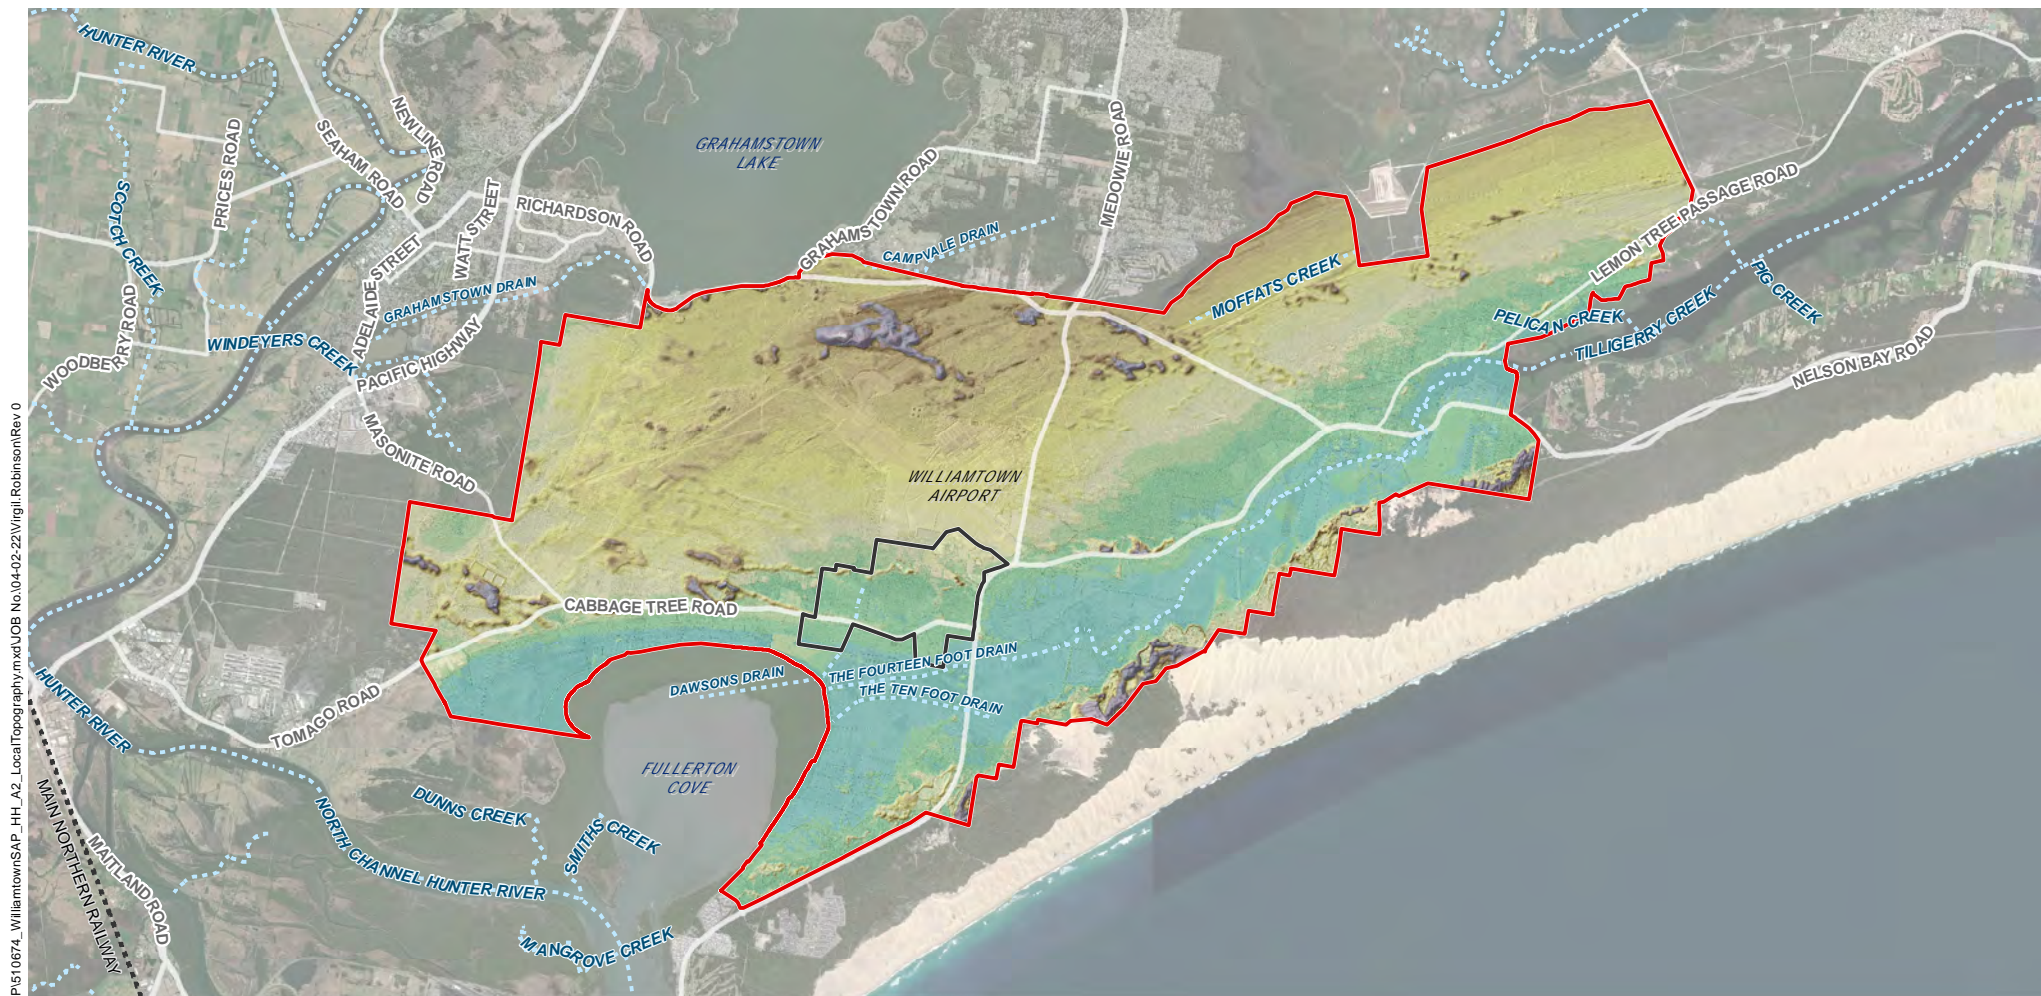 HUNTER RIVER
SCOTCH CREEK
PRICES ROAD
SEAHAM ROAD
NEWLINE ROAD
GRAHAMSTOWN
LAKE
GRAHAMSTOWN ROAD
MEDOWIE ROAD
RICHARDSON ROAD
WATT STREET
ADELAIDE STREET
CAMPVALE DRAIN
GRAHAMSTOWN DRAIN
MOFFATS CREEK
LEMON TREE PASSAGE ROAD
PIG CREEK
PELICAN CREEK
TILLIGERRY CREEK
NELSON BAY ROAD
WOODBERRY ROAD
WINDEYERS CREEK
PACIFIC HIGHWAY
MASONITE ROAD
WILLIAMTOWN
AIRPORT
CABBAGE TREE ROAD
THE FOURTEEN FOOT DRAIN
DAWSONS DRAIN
THE TEN FOOT DRAIN
HUNTER RIVER
TOMAGO ROAD
FULLERTON
COVE
DUNNS CREEK
SMITHS CREEK
NORTH CHANNEL HUNTER RIVER
MAITLAND ROAD
MAIN NORTHERN RAILWAY
MANGROVE CREEK
P\510674_WilliamtownSAP_HH_A2_LocalTopography.mxd\JOB No.\04-02-22\Virgil.Robinson\Rev 0